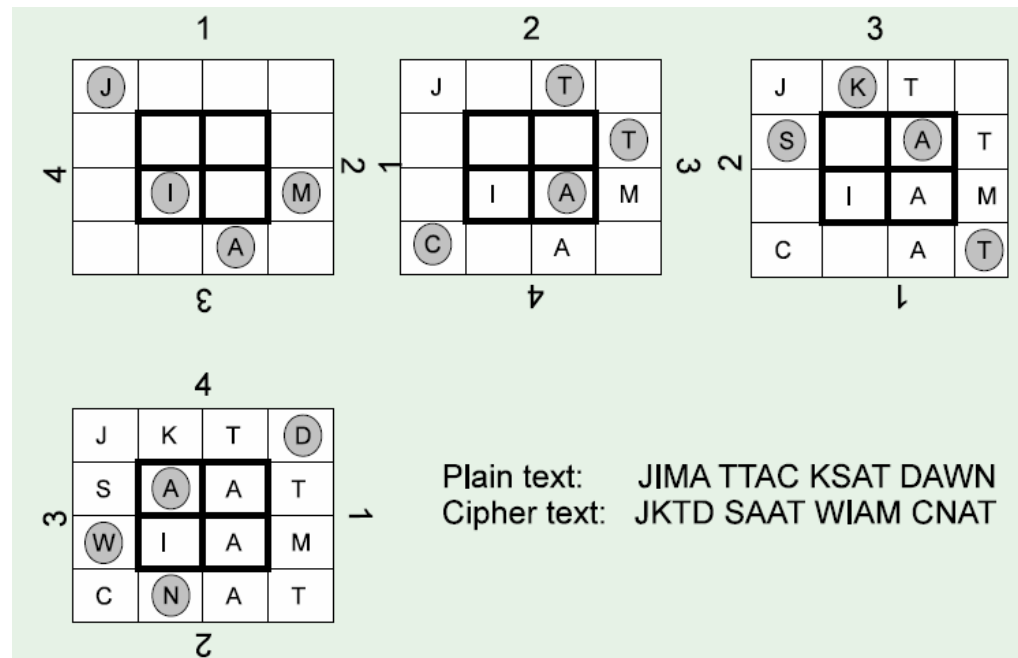 1 2 3
J
4 2
I M
A
3
J T
1 T 3
I A M
C A
4
J K T
2 S A T
I A M
C A T
1
4
J K T D
3 S A A T 1
W I A M
C N A T
2
Plain text: JIMA TTAC KSAT DAWN
Cipher text: JKTD SAAT WIAM CNAT